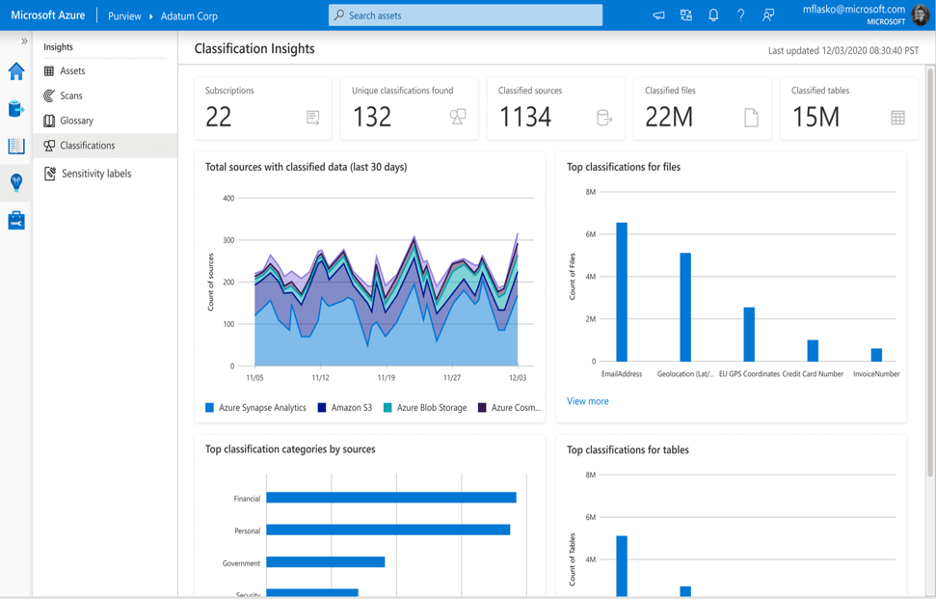 Microsoft Azure
Purview
Adatum Corp
Search assets
mflasko@microsoft.com
MICROSOFT
Insights
Assets
Scans
Glossary
Classifications
Sensitivity labels
Classification Insights
Last updated 12/03/2020 08:30:40 PST
Subscriptions
22
Unique classifications found
132
Classified sources
1134
Classified files
22M
Classified tables
15M
Total sources with classified data (last 30 days)
Count of sources
400
300
200
100
0
11/05 11/12 11/19 11/27 12/03
Azure Synapse Analytics Amazon S3 Azure Blob Storage Azure Cosm...
Top classifications for files
Count of Files
8M
6M
4M
2M
0
EmailAddress Geolocation (Lat/... EU GPS Coordinates Credit Card Number InvoiceNumber
View more
Top classification categories by sources
Financial
Personal
Government
Security
Top classifications for tables
Count of Tables
8M
6M
4M